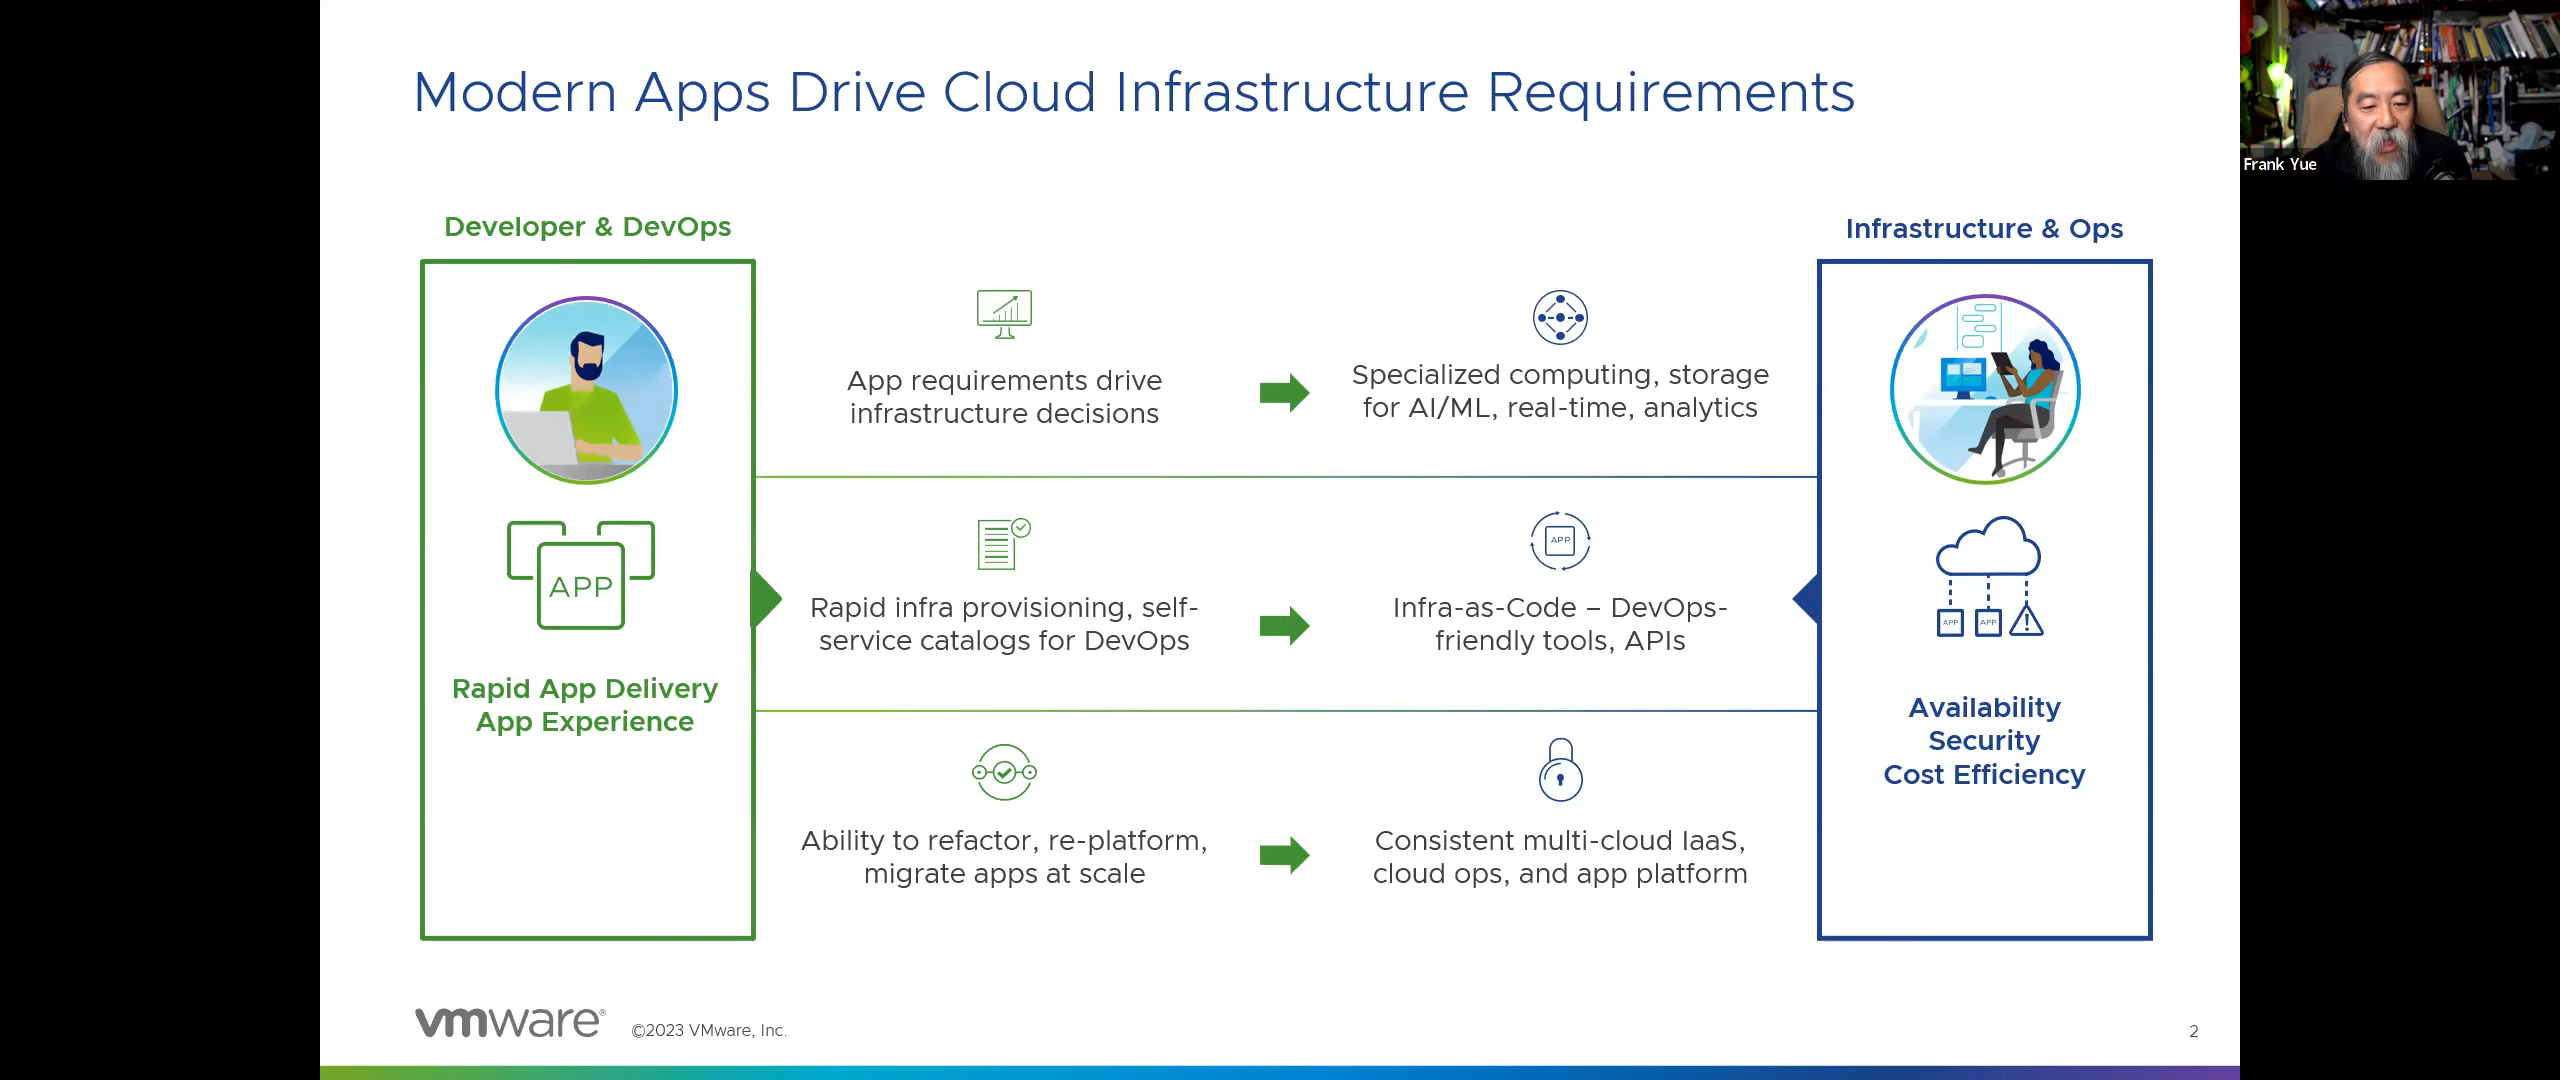 Modern Apps Drive Cloud Infrastructure Requirements
Frank Yue
Developer & DevOps
Infrastructure & Ops
App requirements drive
infrastructure decisions
Specialized computing, storage
for AI/ML, real-time, analytics
APP
Rapid App Delivery
App Experience
Rapid infra provisioning, self-
service catalogs for DevOps
APP
Infra-as-Code – DevOps-
friendly tools, APIs
APP
APP
Availability
Security
Cost Efficiency
Ability to refactor, re-platform,
migrate apps at scale
Consistent multi-cloud IaaS,
cloud ops, and app platform
vmware®
©2023 VMware, Inc.
2